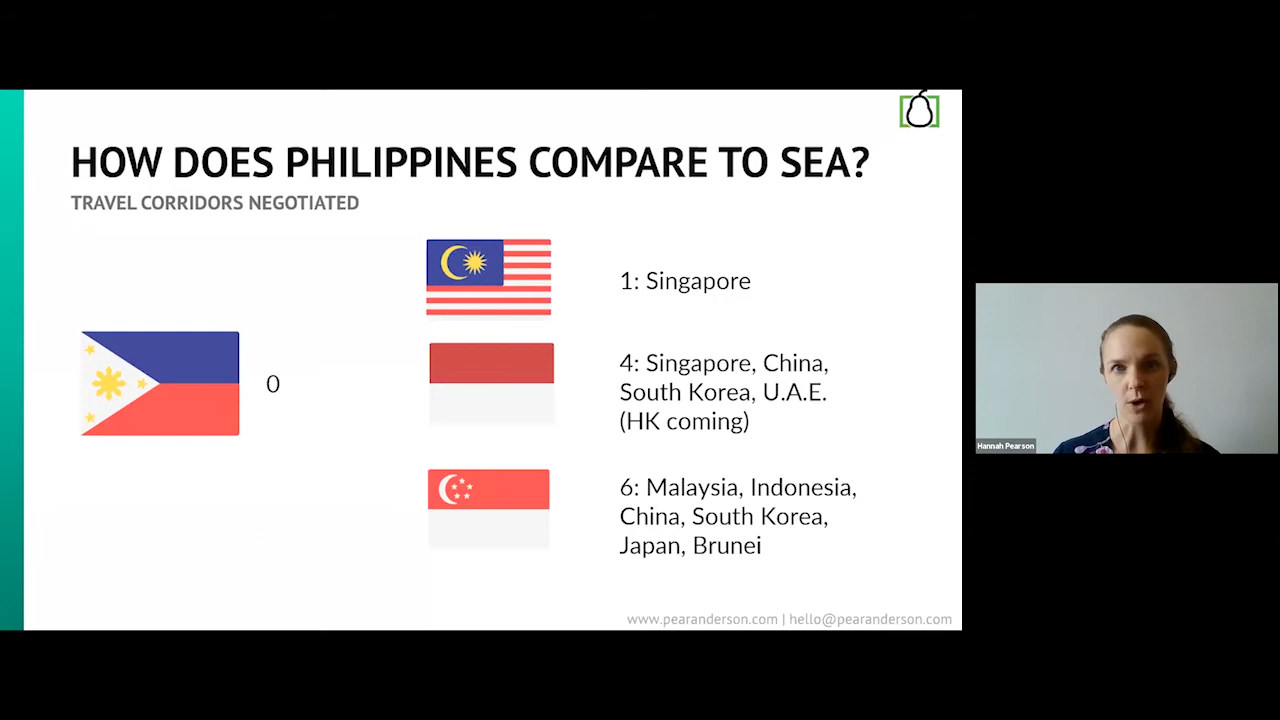 HOW DOES PHILIPPINES COMPARE TO SEA?
TRAVEL CORRIDORS NEGOTIATED
0
1: Singapore
4: Singapore, China,
South Korea, U.A.E.
(HK coming)
6: Malaysia, Indonesia,
China, South Korea,
Japan, Brunei
www.pearanderson.com | hello@pearanderson.com
Hannah Pearson